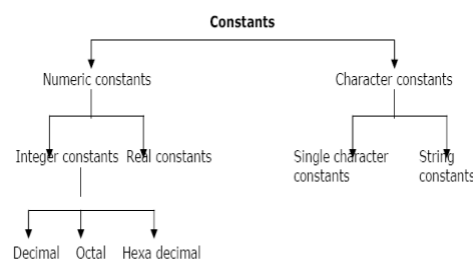 Constants
Numeric constants
Character constants
Integer constants
Real constants
Single character
constants
String
constants
Decimal
Octal
Hexa decimal